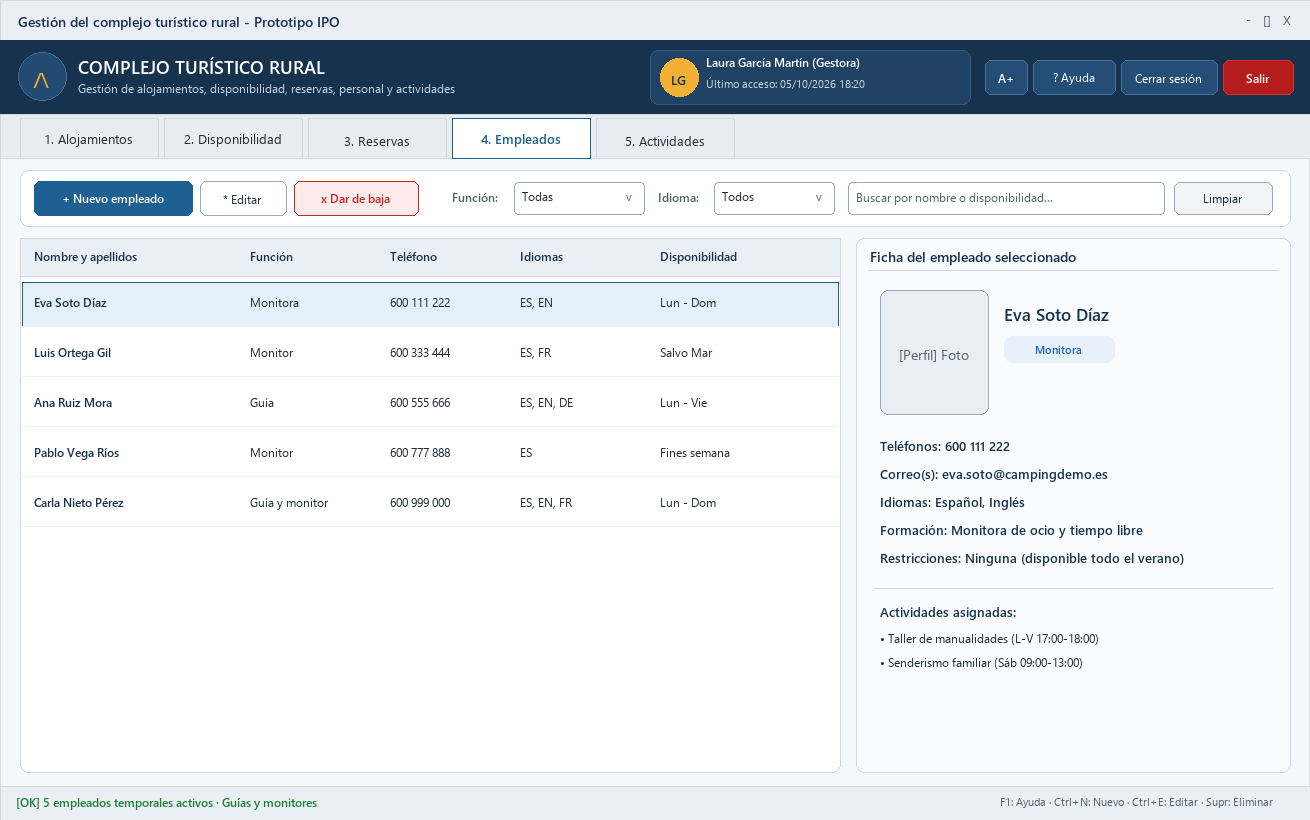 Gestión del complejo turístico rural - Prototipo IPO
- [] X
COMPLEJO TURÍSTICO RURAL
Gestión de alojamientos, disponibilidad, reservas, personal y actividades
LG
Laura García Martín (Gestora)
Último acceso: 05/10/2026 18:20
A+
? Ayuda
Cerrar sesión
Salir
1. Alojamientos
2. Disponibilidad
3. Reservas
4. Empleados
5. Actividades
+ Nuevo empleado
* Editar
x Dar de baja
Función:
Todas v
Idioma:
Todos v
Buscar por nombre o disponibilidad...
Limpiar
Nombre y apellidos Función Teléfono Idiomas Disponibilidad
Eva Soto Díaz Monitora 600 111 222 ES, EN Lun - Dom
Luis Ortega Gil Monitor 600 333 444 ES, FR Salvo Mar
Ana Ruiz Mora Guía 600 555 666 ES, EN, DE Lun - Vie
Pablo Vega Ríos Monitor 600 777 888 ES Fines semana
Carla Nieto Pérez Guía y monitor 600 999 000 ES, EN, FR Lun - Dom
Ficha del empleado seleccionado
[Perfil] Foto
Eva Soto Díaz
Monitora
Teléfonos: 600 111 222
Correo(s): eva.soto@campingdemo.es
Idiomas: Español, Inglés
Formación: Monitora de ocio y tiempo libre
Restricciones: Ninguna (disponible todo el verano)
Actividades asignadas:
• Taller de manualidades (L-V 17:00-18:00)
• Senderismo familiar (Sáb 09:00-13:00)
[OK] 5 empleados temporales activos · Guías y monitores
F1: Ayuda · Ctrl+N: Nuevo · Ctrl+E: Editar · Supr: Eliminar